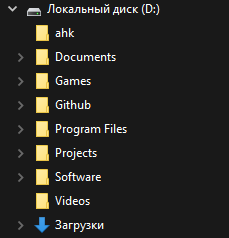 Локальный диск (D:)
ahk
Documents
Games
Github
Program Files
Projects
Software
Videos
Загрузки